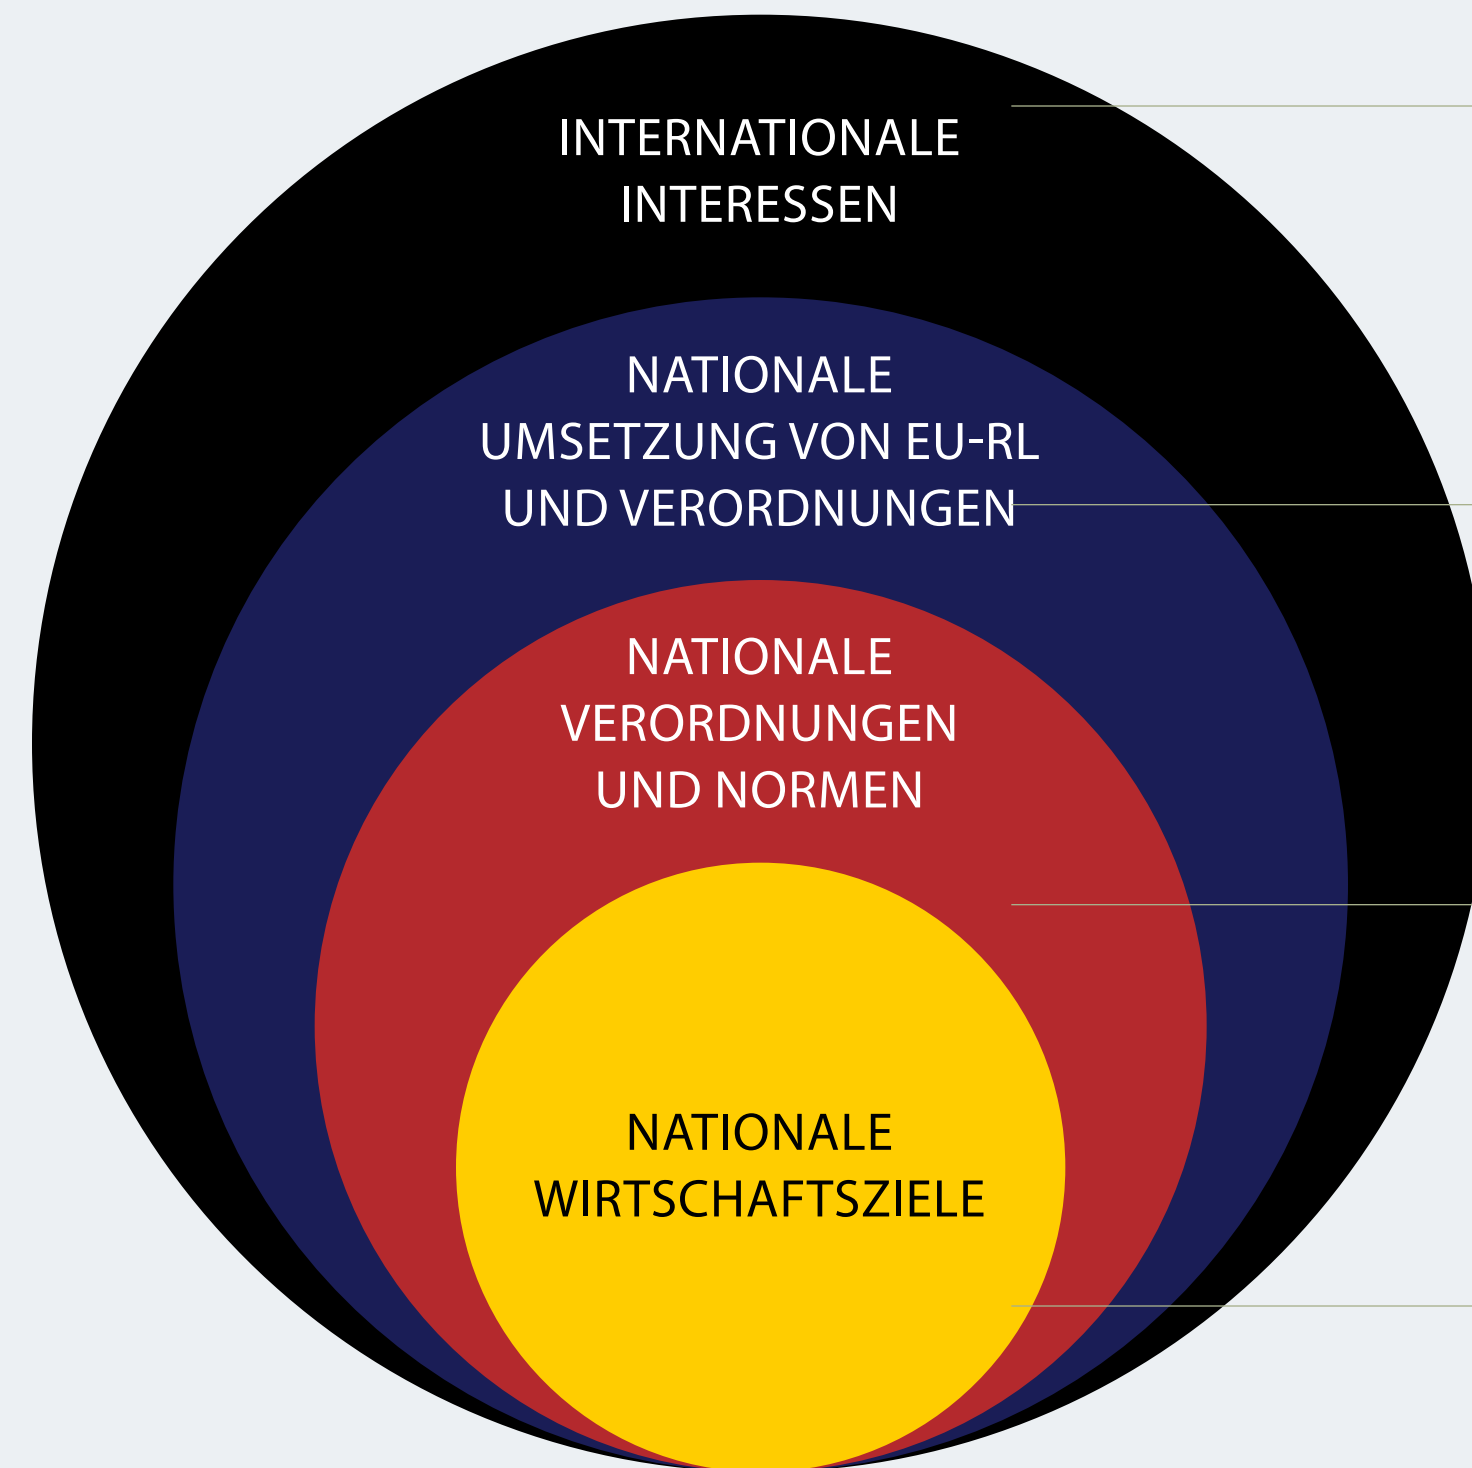 INTERNATIONALE
INTERESSEN
NATIONALE
UMSETZUNG VON EU-RL
UND VERORDNUNGEN
NATIONALE
VERORDNUNGEN
UND NORMEN
NATIONALE
WIRTSCHAFTSZIELE